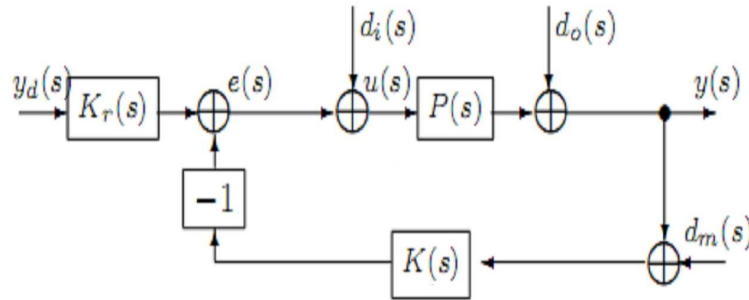 d_i(s)
d_o(s)
y_d(s)
K_r(s)
e(s)
u(s)
P(s)
y(s)
−1
d_m(s)
K(s)